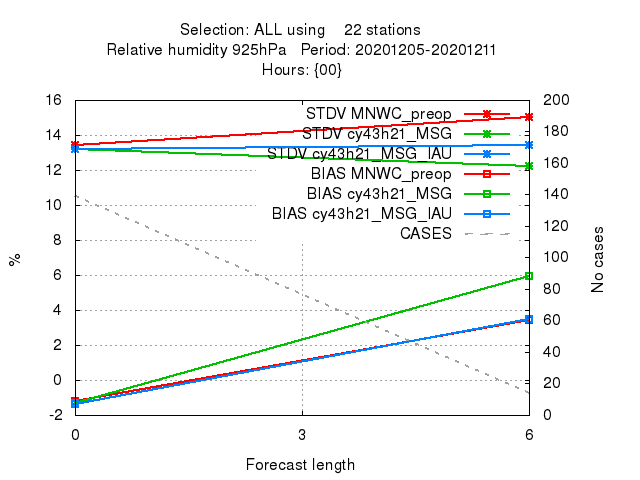 Selection: ALL using 22 stations
Relative humidity 925hPa Period: 20201205-20201211
Hours: {00}
16
14
12
10
8
6
4
2
0
-2
200
180
160
140
120
100
80
60
40
20
0
STDV MNWC_preop
STDV cy43h21_MSG
STDV cy43h21_MSG_IAU
BIAS MNWC_preop
BIAS cy43h21_MSG
BIAS cy43h21_MSG_IAU
CASES
%
No cases
0 3 6
Forecast length